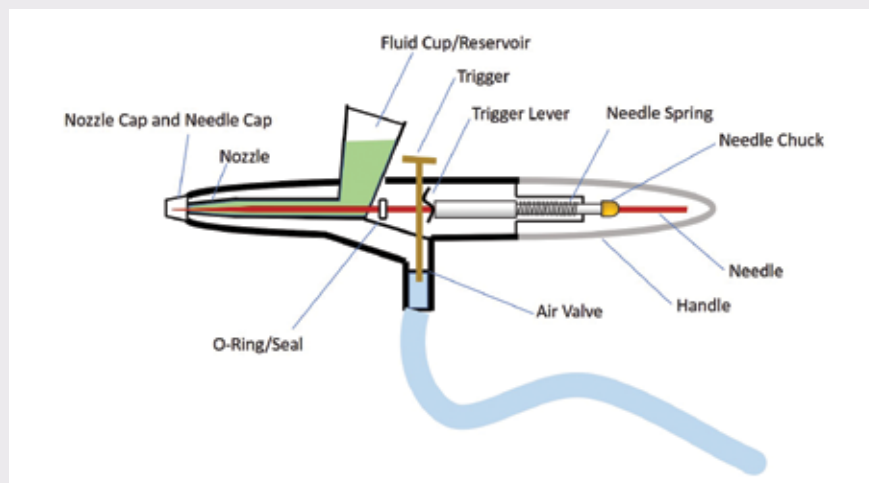 Fluid Cup/Reservoir
Trigger
Nozzle Cap and Needle Cap
Trigger Lever
Needle Spring
Needle Chuck
Nozzle
Needle
Handle
Air Valve
O-Ring/Seal